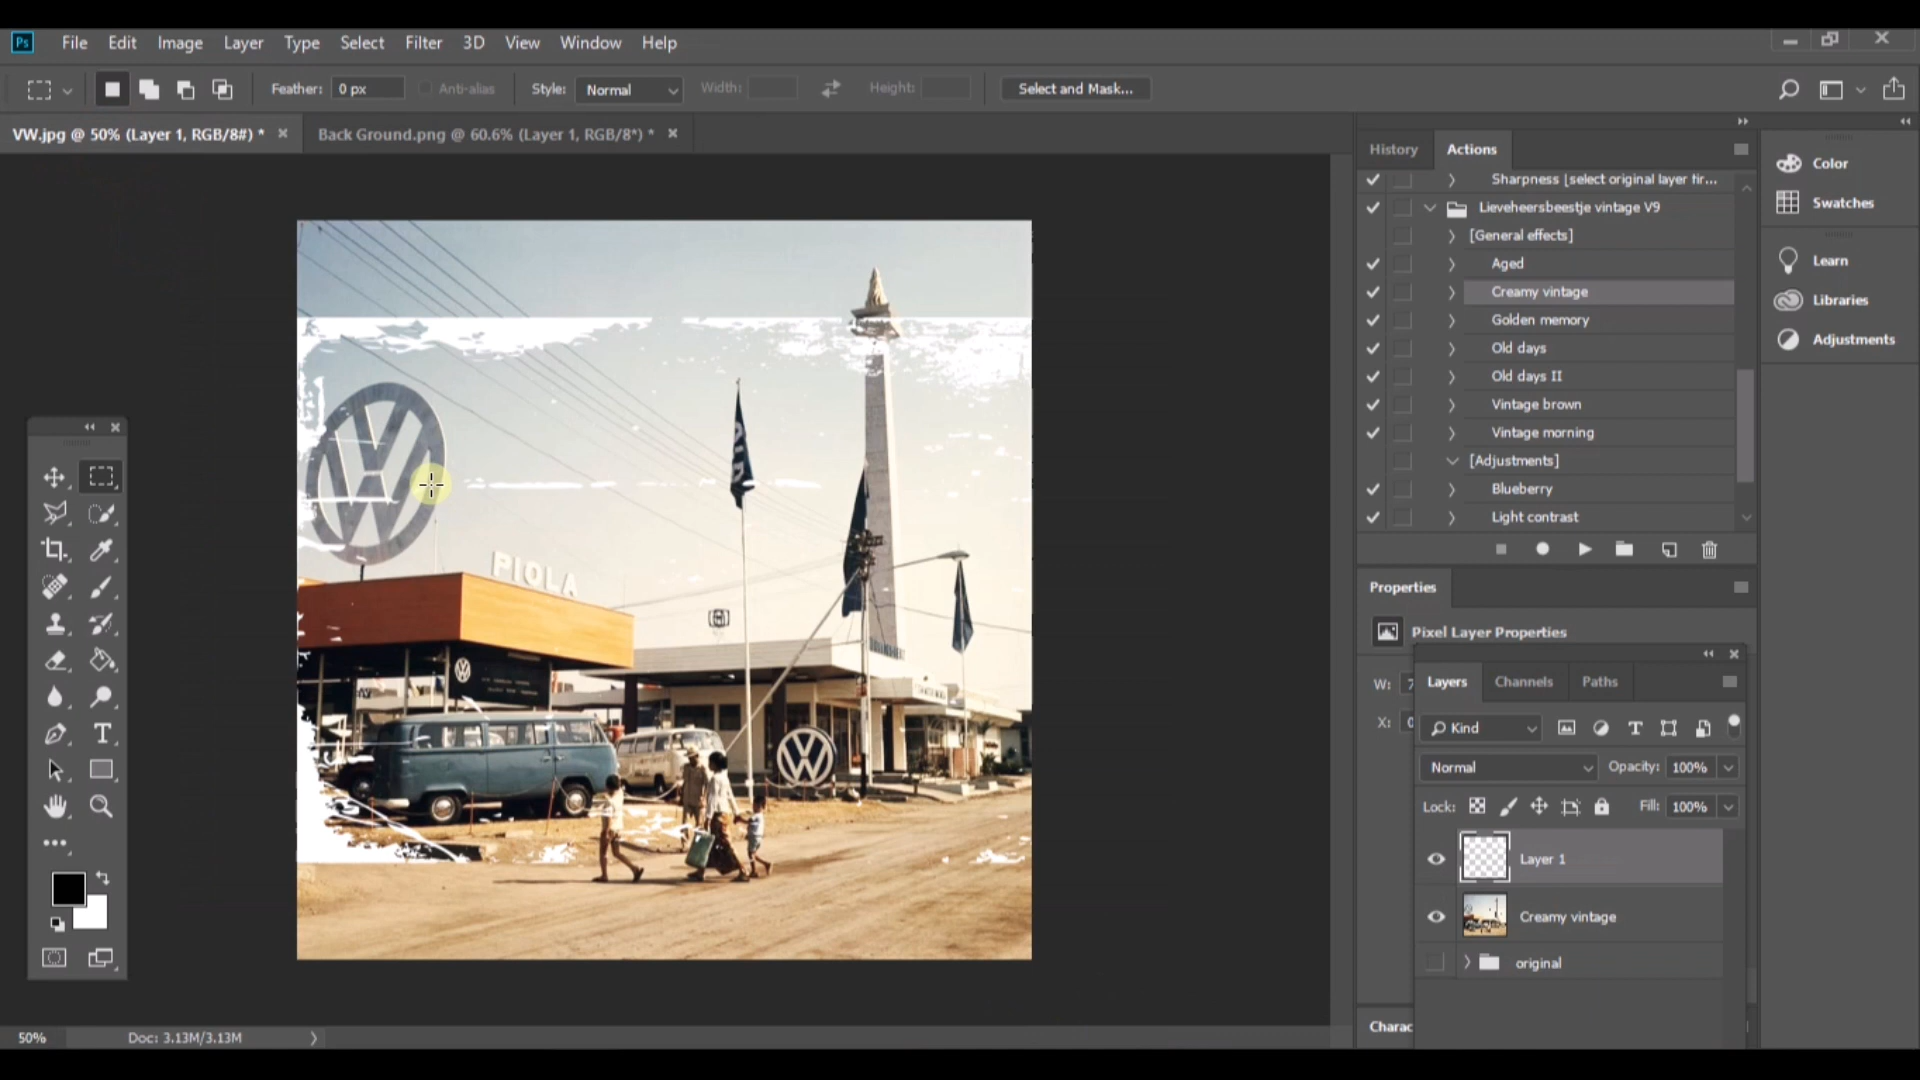 Ps File Edit Image Layer Type Select Filter 3D View Window Help
Feather: 0 px Anti-alias Style: Normal Width: Height: Select and Mask...
VW.jpg @ 50% (Layer 1, RGB/8#) * Back Ground.png @ 60.6% (Layer 1, RGB/8*) *
History Actions
Sharpness [select original layer fir...
Lieveheersbeestje vintage V9
[General effects]
Aged
Creamy vintage
Golden memory
Old days
Old days II
Vintage brown
Vintage morning
[Adjustments]
Blueberry
Light contrast
Color
Swatches
Learn
Libraries
Adjustments
PIOLA
Properties
Pixel Layer Properties
W:
X:
Layers Channels Paths
Kind
Normal Opacity: 100%
Lock: Fill: 100%
Layer 1
Creamy vintage
original
Charac
50% Doc: 3.13M/3.13M